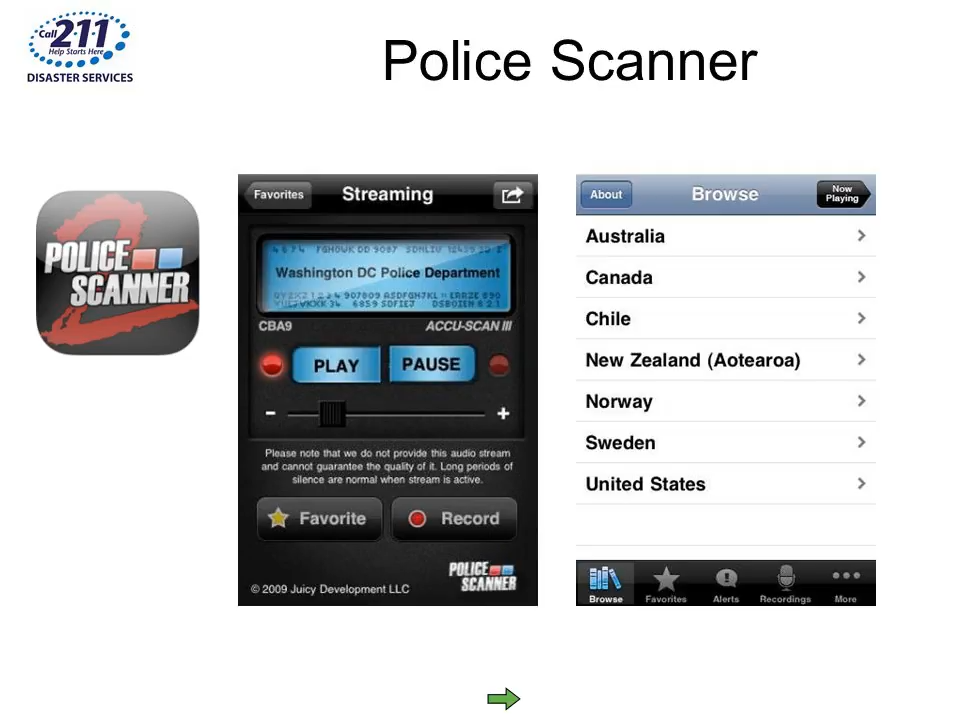 Call 211
Help Starts Here
DISASTER SERVICES
Police Scanner
POLICE
SCANNER
2
Favorites
Streaming
Washington DC Police Department
CBA9
ACCU-SCAN III
PLAY
PAUSE
-
+
Please note that we do not provide this audio stream
and cannot guarantee the quality of it. Long periods of
silence are normal when stream is active.
Favorite
Record
POLICE
SCANNER
© 2009 Juicy Development LLC
About
Browse
Now
Playing
Australia
Canada
Chile
New Zealand (Aotearoa)
Norway
Sweden
United States
Browse
Favorites
Alerts
Recordings
More